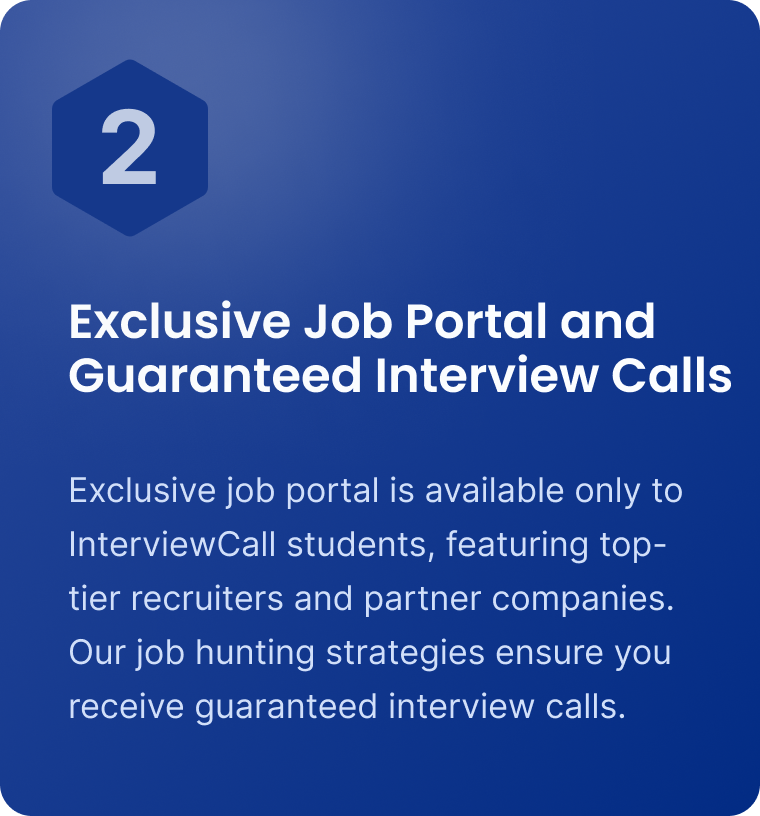 2
Exclusive Job Portal and
Guaranteed Interview Calls
Exclusive job portal is available only to
InterviewCall students, featuring top-
tier recruiters and partner companies.
Our job hunting strategies ensure you
receive guaranteed interview calls.